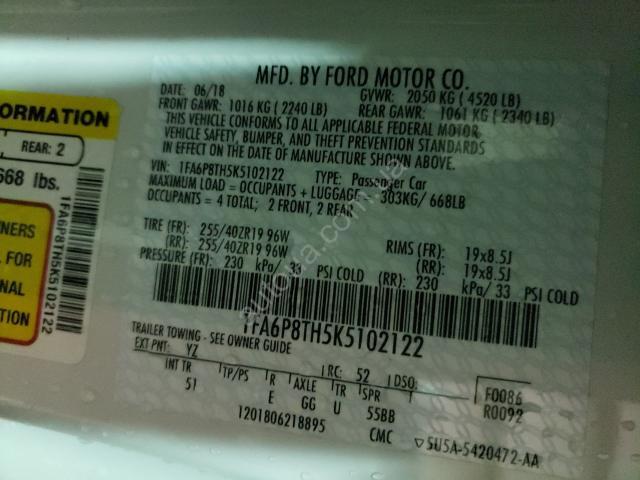 ORMATION
REAR: 2
668 lbs.
1FA6P8TH5K5102122
WNERS
FOR
ONAL
N
MFD. BY FORD MOTOR CO.
DATE: 06/18 GVWR: 2050 KG ( 4520 LB)
FRONT GAWR: 1016 KG ( 2240 LB) REAR GAWR: 1061 KG ( 2340 LB)
THIS VEHICLE CONFORMS TO ALL APPLICABLE FEDERAL MOTOR
VEHICLE SAFETY, BUMPER, AND THEFT PREVENTION STANDARDS
IN EFFECT ON THE DATE OF MANUFACTURE SHOWN ABOVE.
VIN: 1FA6P8TH5K5102122 TYPE: Passenger Car
MAXIMUM LOAD = OCCUPANTS + LUGGAGE = 303KG/ 668LB
OCCUPANTS = 4 TOTAL; 2 FRONT, 2 REAR
TIRE (FR): 255/40ZR19 96W RIMS (FR): 19x8.5J
(RR): 255/40ZR19 96W (RR): 19x8.5J
PRESSURE (FR): 230 kPa/ 33 PSI COLD (RR): 230 kPa/ 33 PSI COLD
1FA6P8TH5K5102122
TRAILER TOWING - SEE OWNER GUIDE
EXT PNT: YZ RC: 52 DSO: F0086
INT TR TP/PS R AXLE TR SPR R0092
51 E GG U 55BB
1201806218895 CMC ▽5U5A-5420472-AA